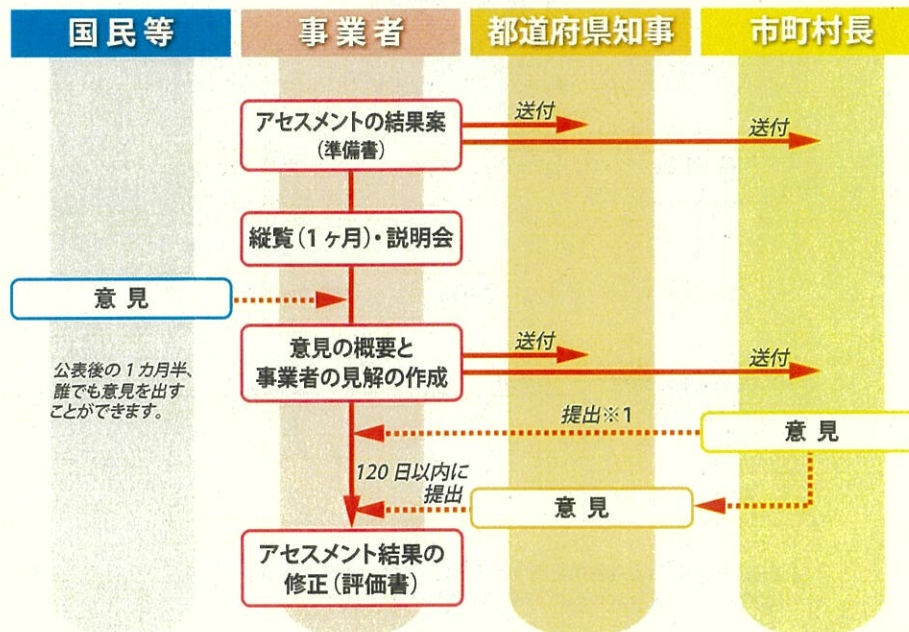 国民等
事業者
都道府県知事
市町村長
アセスメントの結果案
(準備書)
送付
送付
縦覧(1ヶ月)・説明会
意見
公表後の1カ月半、
誰でも意見を出す
ことができます。
意見の概要と
事業者の見解の作成
送付
送付
提出※1
意見
120日以内に
提出
意見
アセスメント結果の
修正(評価書)